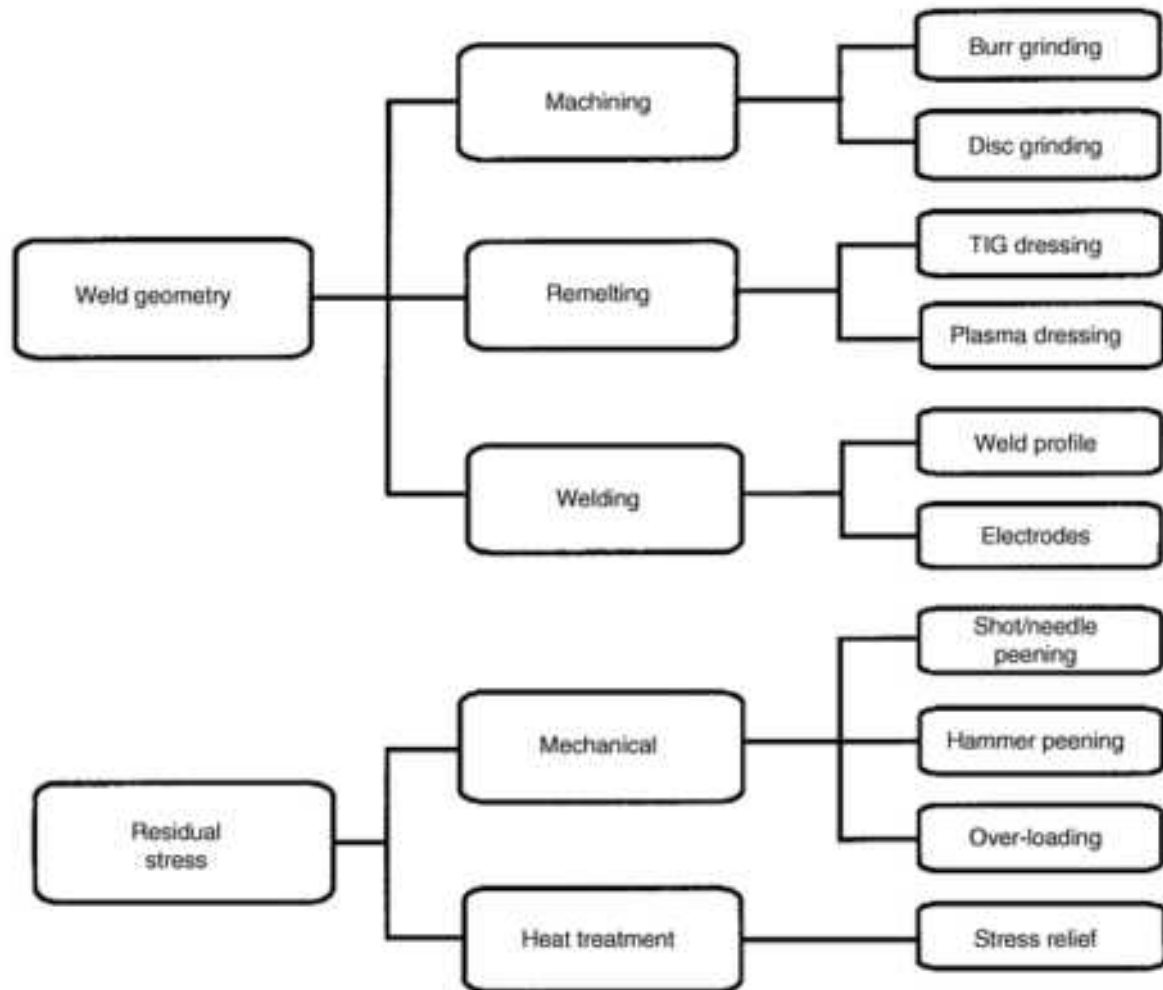 Weld geometry
Machining
Burr grinding
Disc grinding
Remelting
TIG dressing
Plasma dressing
Welding
Weld profile
Electrodes
Residual
stress
Mechanical
Shot/needle
peening
Hammer peening
Over-loading
Heat treatment
Stress relief